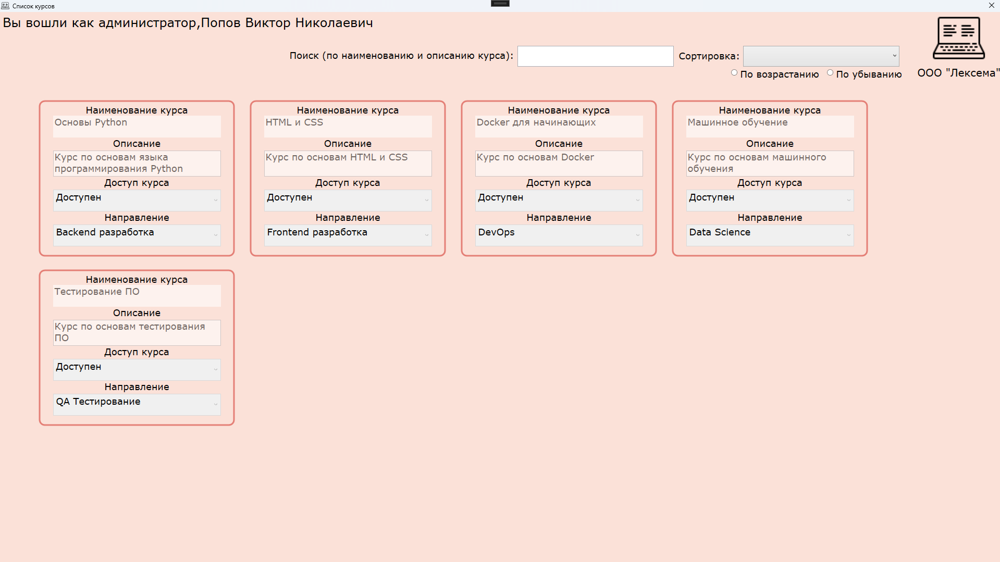 Список курсов
Вы вошли как администратор,Попов Виктор Николаевич
Поиск (по наименованию и описанию курса):
Сортировка:
По возрастанию
По убыванию
ООО "Лексема"
Наименование курса
Основы Python
Описание
Курс по основам языка
программирования Python
Доступ курса
Доступен
Направление
Backend разработка
Наименование курса
HTML и CSS
Описание
Курс по основам HTML и CSS
Доступ курса
Доступен
Направление
Frontend разработка
Наименование курса
Docker для начинающих
Описание
Курс по основам Docker
Доступ курса
Доступен
Направление
DevOps
Наименование курса
Машинное обучение
Описание
Курс по основам машинного
обучения
Доступ курса
Доступен
Направление
Data Science
Наименование курса
Тестирование ПО
Описание
Курс по основам тестирования
ПО
Доступ курса
Доступен
Направление
QA Тестирование